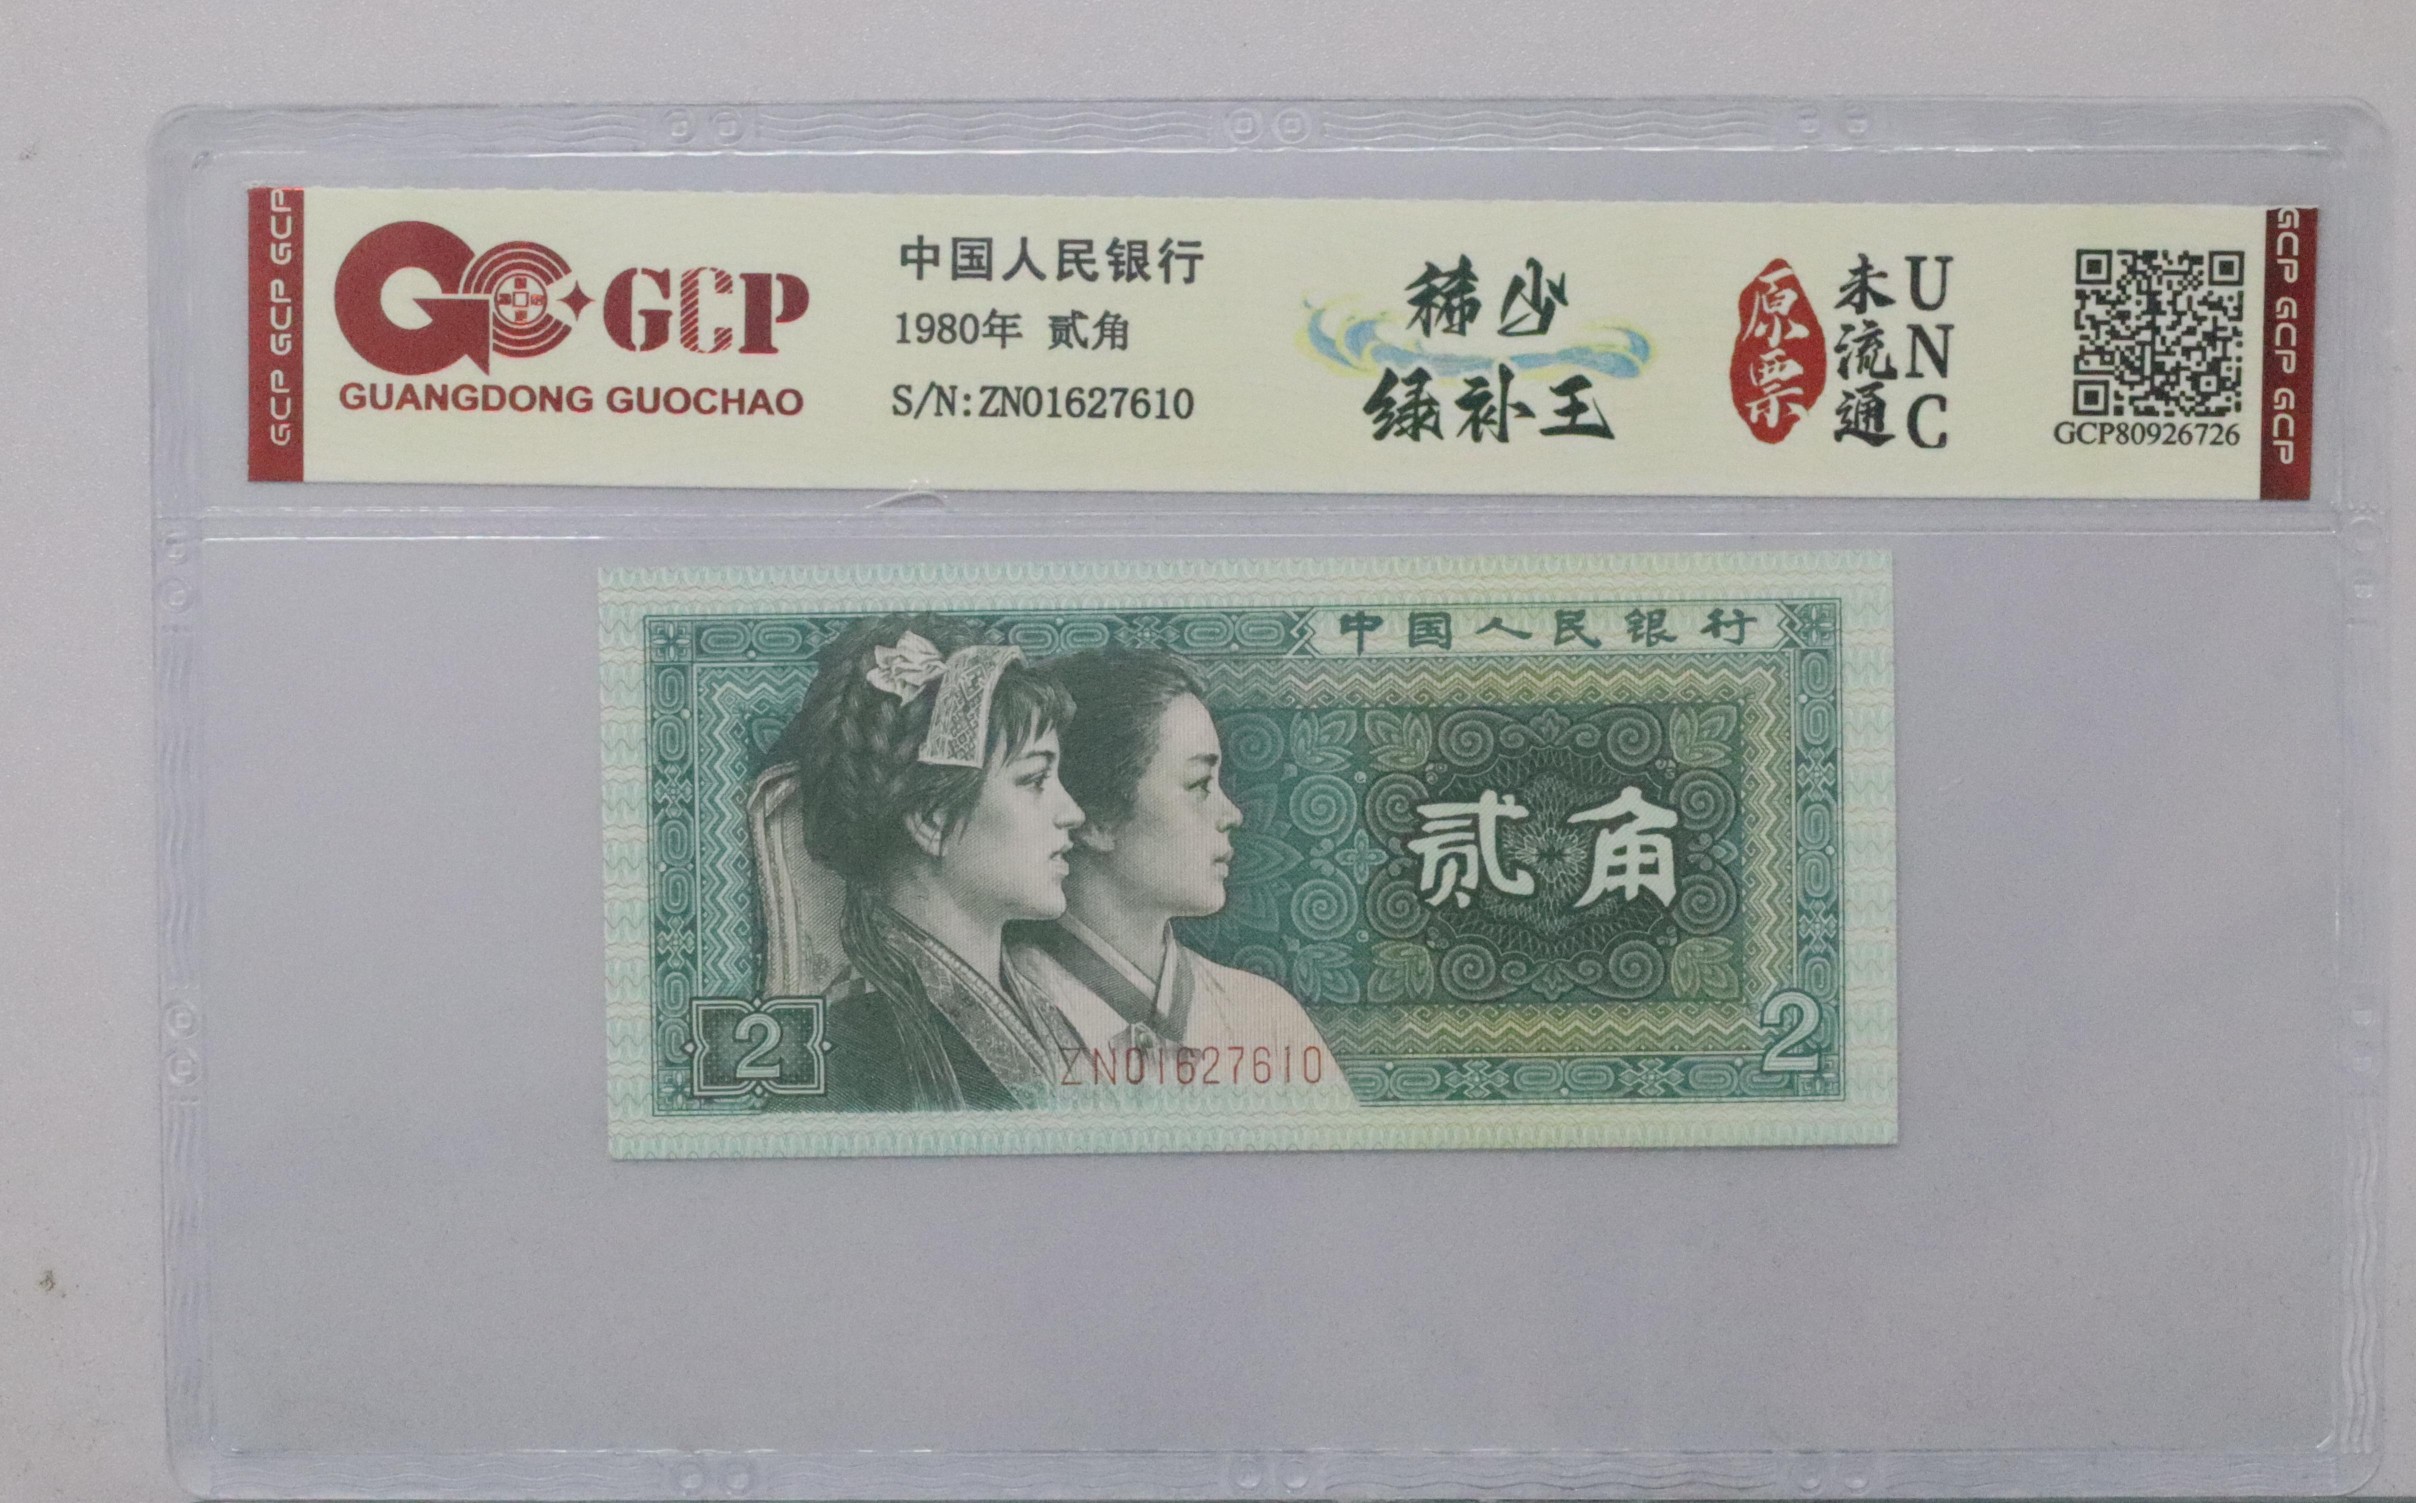 GCP GCP GCP
GCP
GUANGDONG GUOCHAO
中国人民银行
1980年 贰角
S/N:ZN01627610
稀少
绿补王
原票
未流通
UNC
GCP80926726
GCP GCP GCP
中国人民银行
贰角
2
ZN01627610
2